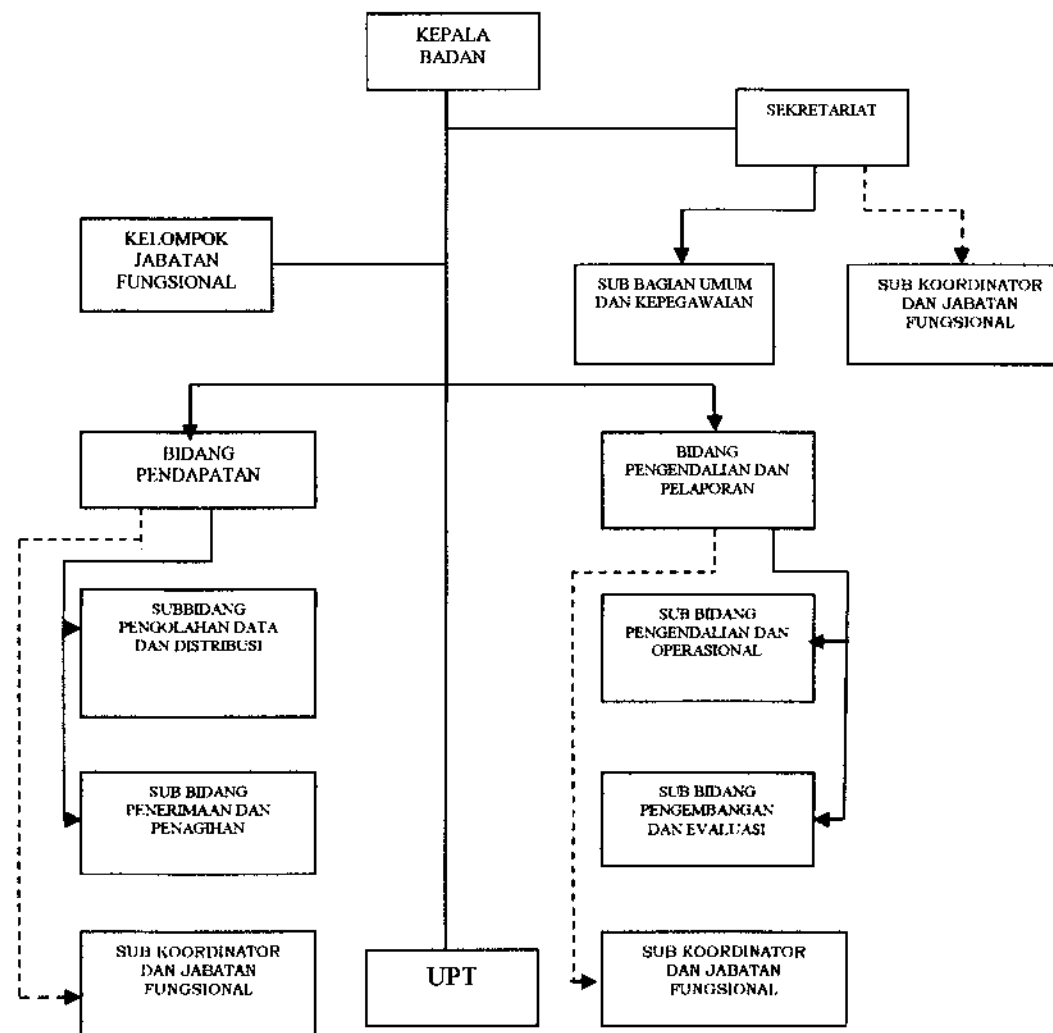 KEPALA
BADAN
SEKRETARIAT
KELOMPOK
JABATAN
FUNGSIONAL
SUB BAGIAN UMUM
DAN KEPEGAWAIAN
SUB KOORDINATOR
DAN JABATAN
FUNGSIONAL
BIDANG
PENDAPATAN
BIDANG
PENGENDALIAN DAN
PELAPORAN
SUBBIDANG
PENGOLAHAN DATA
DAN DISTRIBUSI
SUB BIDANG
PENGENDALIAN DAN
OPERASIONAL
SUB BIDANG
PENERIMAAN DAN
PENAGIHAN
SUB BIDANG
PENGEMBANGAN
DAN EVALUASI
SUB KOORDINATOR
DAN JABATAN
FUNGSIONAL
UPT
SUB KOORDINATOR
DAN JABATAN
FUNGSIONAL